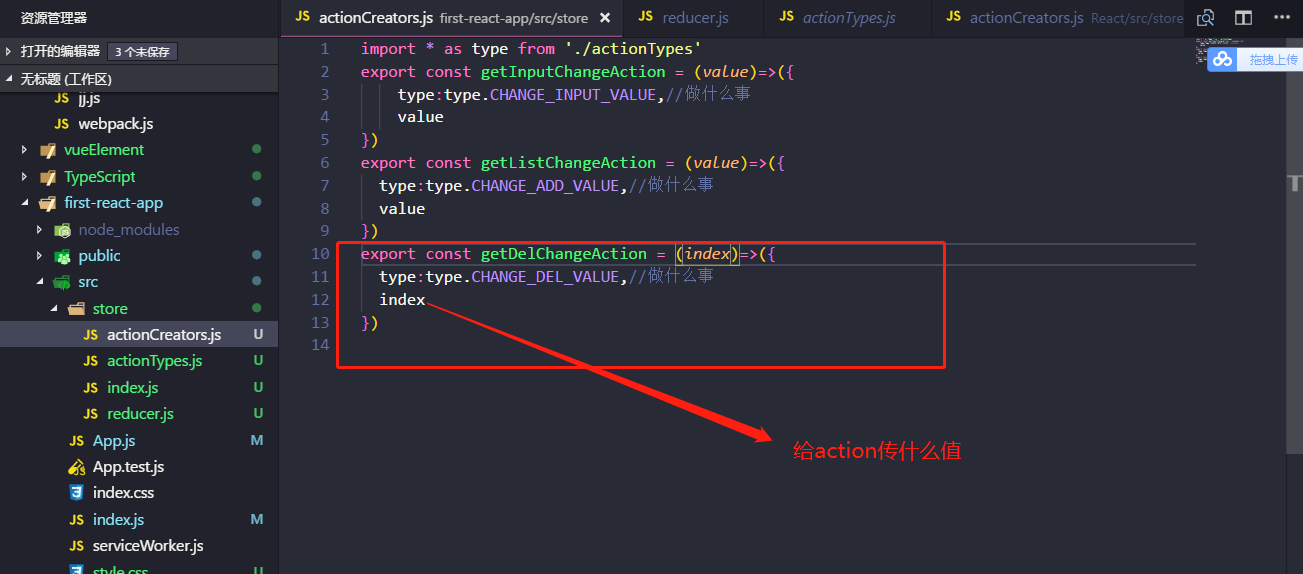 资源管理器
JS actionCreators.js first-react-app/src/store ×
JS reducer.js
JS actionTypes.js
JS actionCreators.js React/src/store
打开的编辑器 3 个未保存
无标题 (工作区)
JS jj.js
JS webpack.js
vueElement
TypeScript
first-react-app
node_modules
public
src
store
JS actionCreators.js U
JS actionTypes.js U
JS index.js U
JS reducer.js U
JS App.js M
App.test.js
index.css
JS index.js M
JS serviceWorker.js
style.css U
1 import * as type from './actionTypes'
2 export const getInputChangeAction = (value)=>({
3 type:type.CHANGE_INPUT_VALUE,//做什么事
4 value
5 })
6 export const getListChangeAction = (value)=>({
7 type:type.CHANGE_ADD_VALUE,//做什么事
8 value
9 })
10 export const getDelChangeAction = (index)=>({
11 type:type.CHANGE_DEL_VALUE,//做什么事
12 index
13 })
14
给action传什么值
拖拽上传